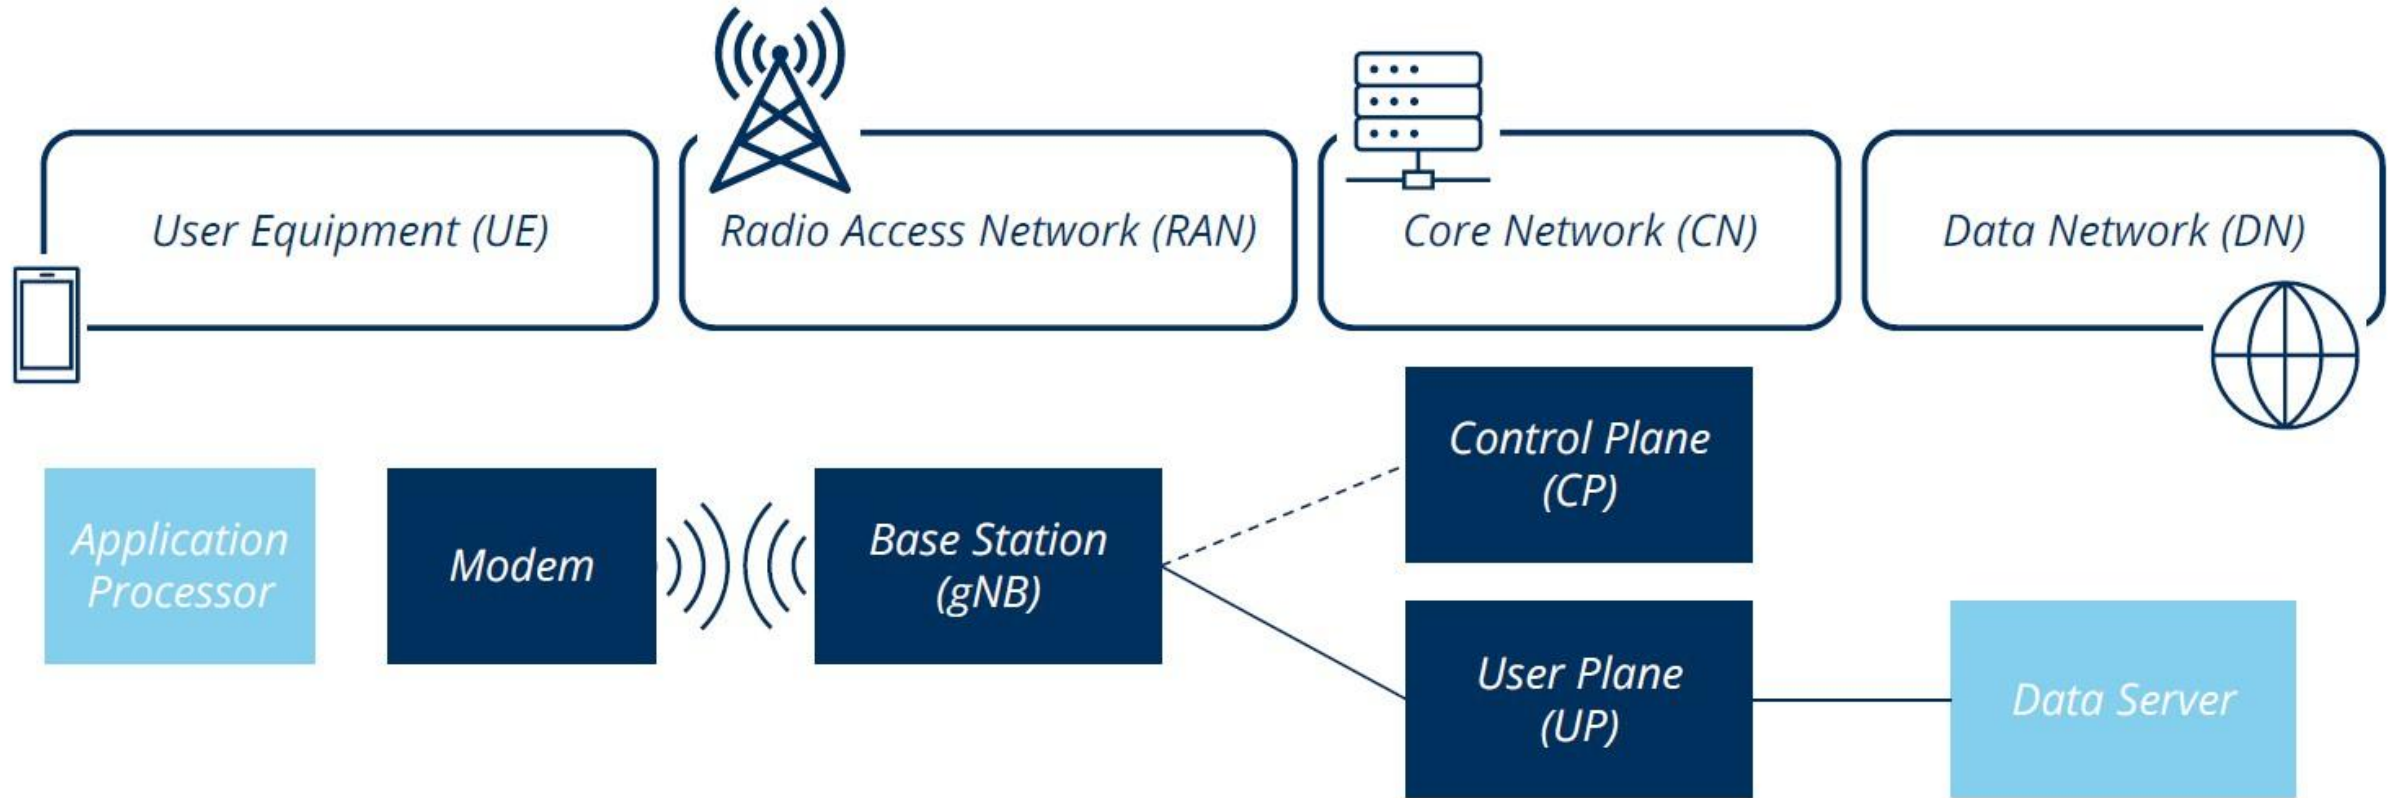 User Equipment (UE)
Radio Access Network (RAN)
Core Network (CN)
Data Network (DN)
Application
Processor
Modem
Base Station
(gNB)
Control Plane
(CP)
User Plane
(UP)
Data Server